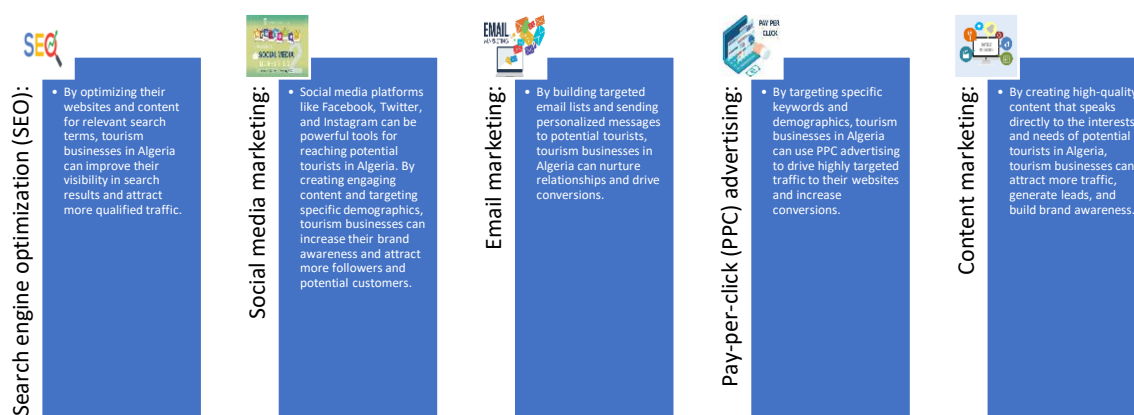 SEO
Search engine optimization (SEO):
• By optimizing their
websites and content
for relevant search
terms, tourism
businesses in Algeria
can improve their
visibility in search
results and attract
more qualified traffic.
SOCIAL MEDIA
Social media marketing:
• Social media platforms
like Facebook, Twitter,
and Instagram can be
powerful tools for
reaching potential
tourists in Algeria. By
creating engaging
content and targeting
specific demographics,
tourism businesses can
increase their brand
awareness and attract
more followers and
potential customers.
EMAIL
MARKETING
Email marketing:
• By building targeted
email lists and sending
personalized messages
to potential tourists,
tourism businesses in
Algeria can nurture
relationships and drive
conversions.
PAY PER
CLICK
Pay-per-click (PPC) advertising:
• By targeting specific
keywords and
demographics, tourism
businesses in Algeria
can use PPC advertising
to drive highly targeted
traffic to their websites
and increase
conversions.
Content marketing:
• By creating high-quality
content that speaks
directly to the interests
and needs of potential
tourists in Algeria,
tourism businesses can
attract more traffic,
generate leads, and
build brand awareness.